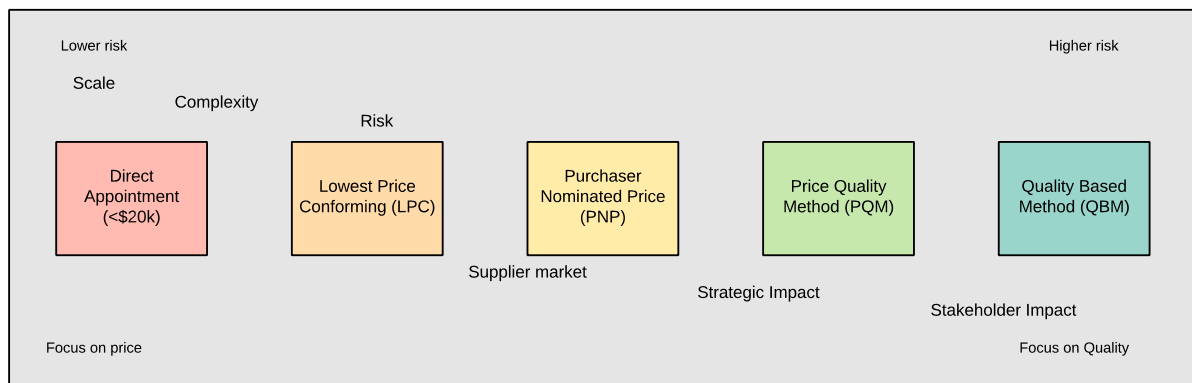 Lower risk
Higher risk
Scale
Complexity
Risk
Direct
Appointment
(<$20k)
Lowest Price
Conforming (LPC)
Purchaser
Nominated Price
(PNP)
Price Quality
Method (PQM)
Quality Based
Method (QBM)
Supplier market
Strategic Impact
Stakeholder Impact
Focus on price
Focus on Quality